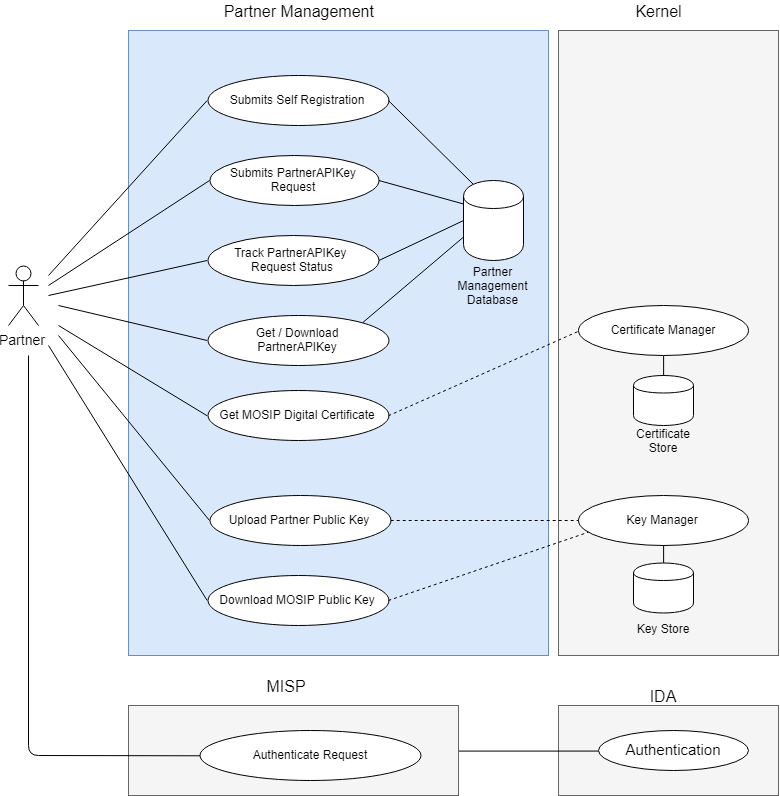 Partner Management
Kernel
Submits Self Registration
Submits PartnerAPIKey
Request
Track PartnerAPIKey
Request Status
Partner
Management
Database
Get / Download
PartnerAPIKey
Partner
Certificate Manager
Get MOSIP Digital Certificate
Certificate
Store
Upload Partner Public Key
Key Manager
Download MOSIP Public Key
Key Store
MISP
IDA
Authenticate Request
Authentication